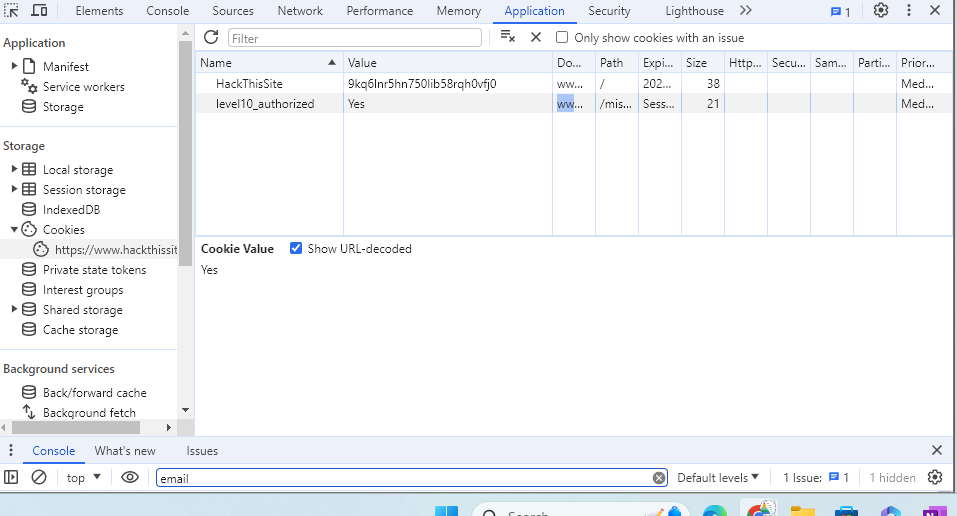 Elements Console Sources Network Performance Memory Application Security Lighthouse 1
Application
Manifest
Service workers
Storage
Storage
Local storage
Session storage
IndexedDB
Cookies
https://www.hackthissit
Private state tokens
Interest groups
Shared storage
Cache storage
Background services
Back/forward cache
Background fetch
Filter Only show cookies with an issue
Name Value Do... Path Expi... Size Http... Secu... Sam... Parti... Prior...
HackThisSite 9kq6lnr5hn750lib58rqh0vfj0 ww... / 202... 38 Med...
level10_authorized Yes ww... /mis... Sess... 21 Med...
Cookie Value Show URL-decoded
Yes
Console What's new Issues
top email Default levels 1 Issue: 1 1 hidden
Search